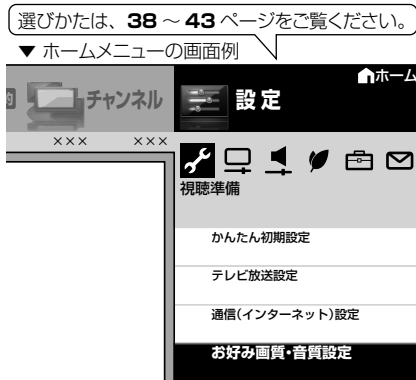 選びかたは、38 ～ 43 ページをご覧ください。
▼ ホームメニューの画面例
ホーム
的 チャンネル 設定
××× ×××
視聴準備
かんたん初期設定
テレビ放送設定
通信(インターネット)設定
お好み画質・音質設定